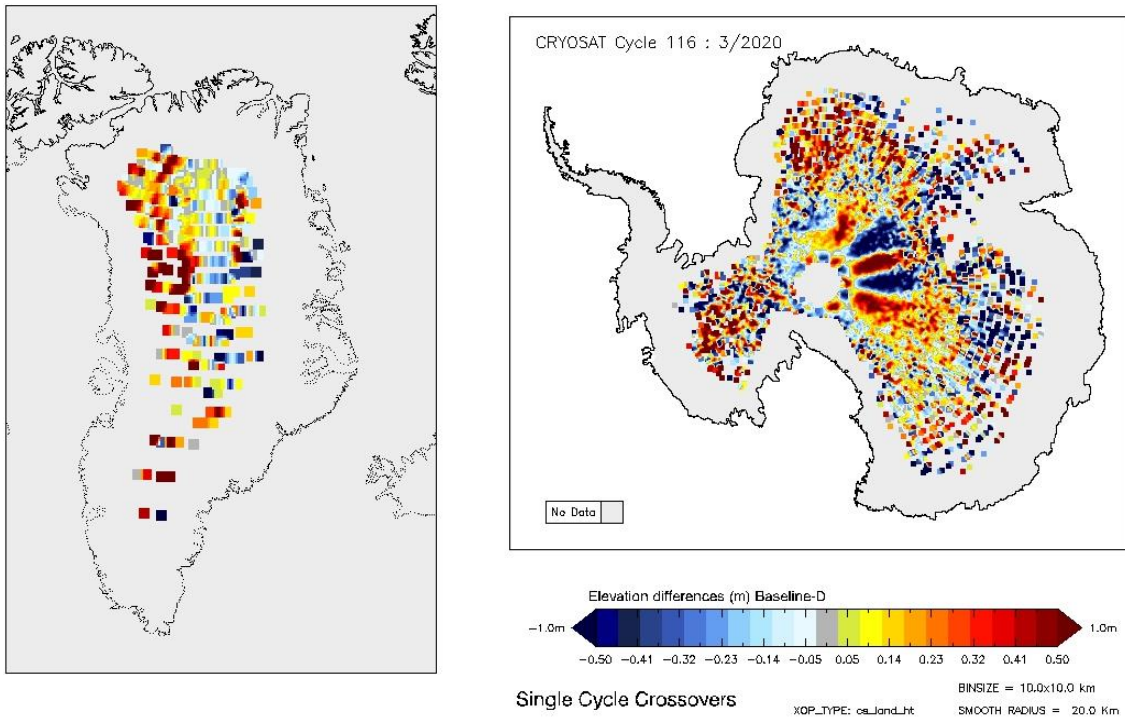 CRYOSAT Cycle 116 : 3/2020
No Data
Elevation differences (m) Baseline-D
-1.0m 1.0m
-0.50 -0.41 -0.32 -0.23 -0.14 -0.05 0.05 0.14 0.23 0.32 0.41 0.50
Single Cycle Crossovers
BINSIZE = 10.0x10.0 km
XOP_TYPE: cs_land_ht
SMOOTH RADIUS = 20.0 Km